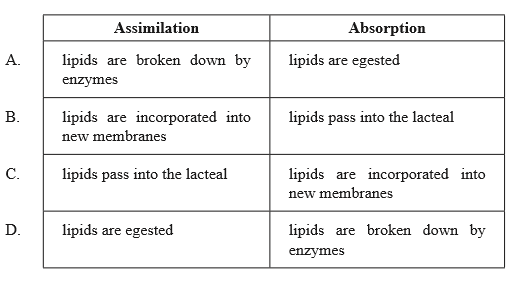 Assimilation Absorption
A. lipids are broken down by lipids are egested
enzymes
B. lipids are incorporated into lipids pass into the lacteal
new membranes
C. lipids pass into the lacteal lipids are incorporated into
new membranes
D. lipids are egested lipids are broken down by
enzymes